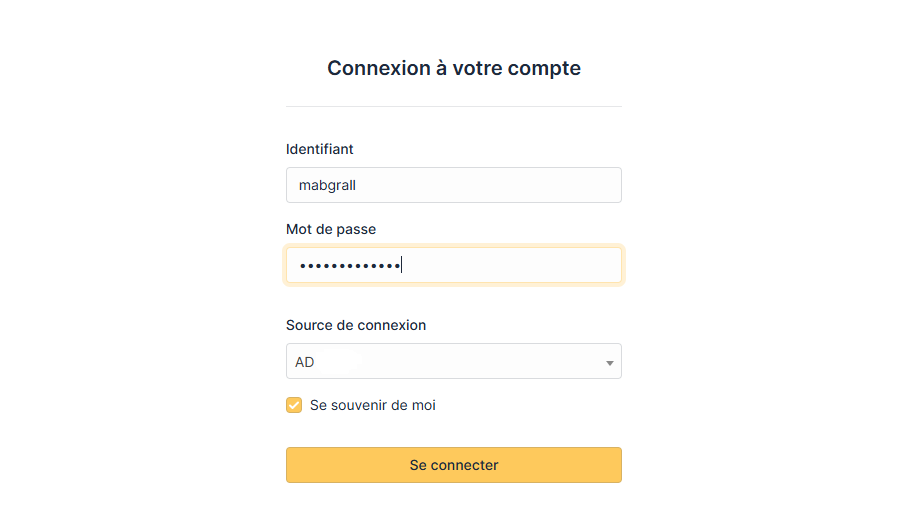 Connexion à votre compte
Identifiant
mabgrall
Mot de passe
•••••••••••••
Source de connexion
AD
Se souvenir de moi
Se connecter